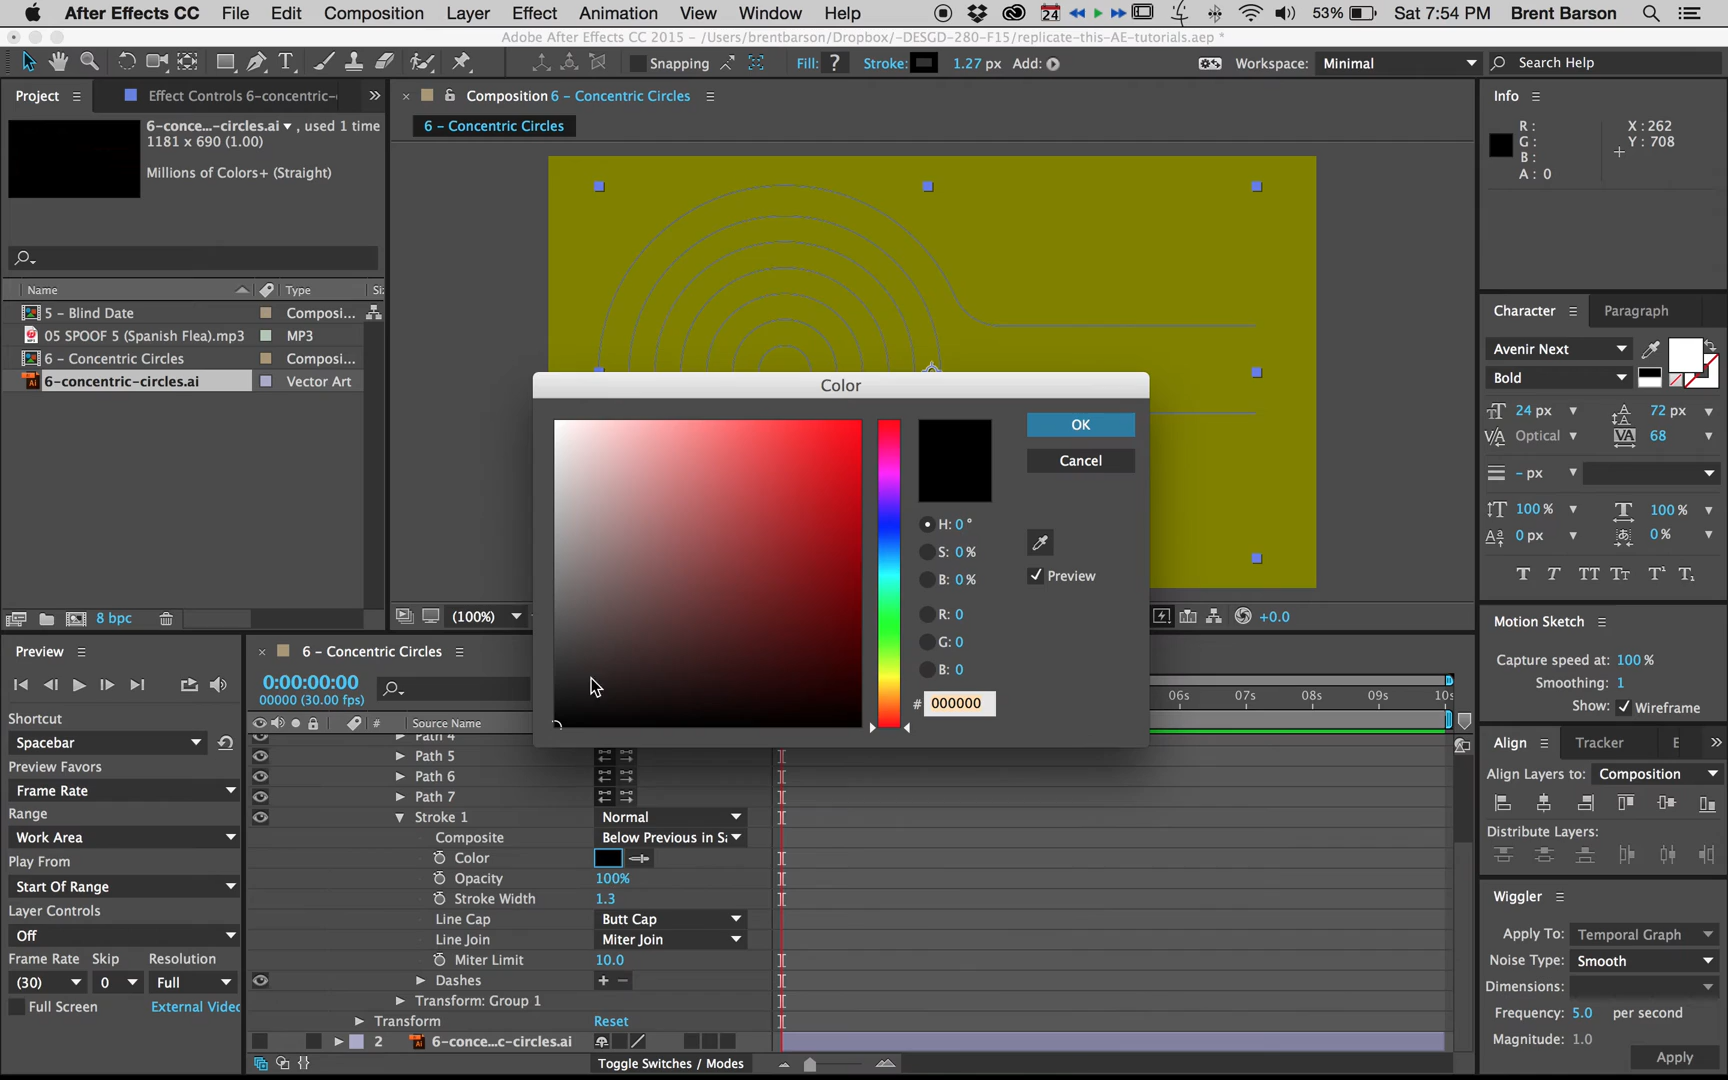 After Effects CC File Edit Composition Layer Effect Animation View Window Help 24 53% Sat 7:54 PM Brent Barson
Adobe After Effects CC 2015 - /Users/brentbarson/Dropbox/-DESGD-280-F15/replicate-this-AE-tutorials.aep *
Snapping Fill: ? Stroke: 1.27 px Add: Workspace: Minimal Search Help
Project Effect Controls 6-concentric- Composition 6 – Concentric Circles Info
6-conce...-circles.ai, used 1 time
1181 x 690 (1.00)
Millions of Colors+ (Straight)
6 – Concentric Circles
R:
G:
B:
A: 0
X: 262
Y: 708
Name Type Si
5 – Blind Date Composi...
05 SPOOF 5 (Spanish Flea).mp3 MP3
6 – Concentric Circles Composi...
6-concentric-circles.ai Vector Art
8 bpc
(100%)
+0.0
Color
OK
Cancel
H: 0 °
S: 0 %
B: 0 %
R: 0
G: 0
B: 0
# 000000
Preview
Character Paragraph
Avenir Next
Bold
24 px 72 px
Optical 68
- px
100 % 100 %
0 px 0 %
T T TT Tт T¹ T₁
Motion Sketch
Capture speed at: 100 %
Smoothing: 1
Show: Wireframe
Align Tracker
Align Layers to: Composition
Distribute Layers:
Wiggler
Apply To: Temporal Graph
Noise Type: Smooth
Dimensions:
Frequency: 5.0 per second
Magnitude: 1.0
Apply
Preview
Shortcut
Spacebar
Preview Favors
Frame Rate
Range
Work Area
Play From
Start Of Range
Layer Controls
Off
Frame Rate Skip Resolution
(30) 0 Full
Full Screen External Video
6 – Concentric Circles
0:00:00:00
00000 (30.00 fps)
06s 07s 08s 09s 10s
# Source Name
Path 4
Path 5
Path 6
Path 7
Stroke 1 Normal
Composite Below Previous in Sa
Color
Opacity 100%
Stroke Width 1.3
Line Cap Butt Cap
Line Join Miter Join
Miter Limit 10.0
Dashes + –
Transform: Group 1
Transform Reset
2 6-conce...c-circles.ai
Toggle Switches / Modes